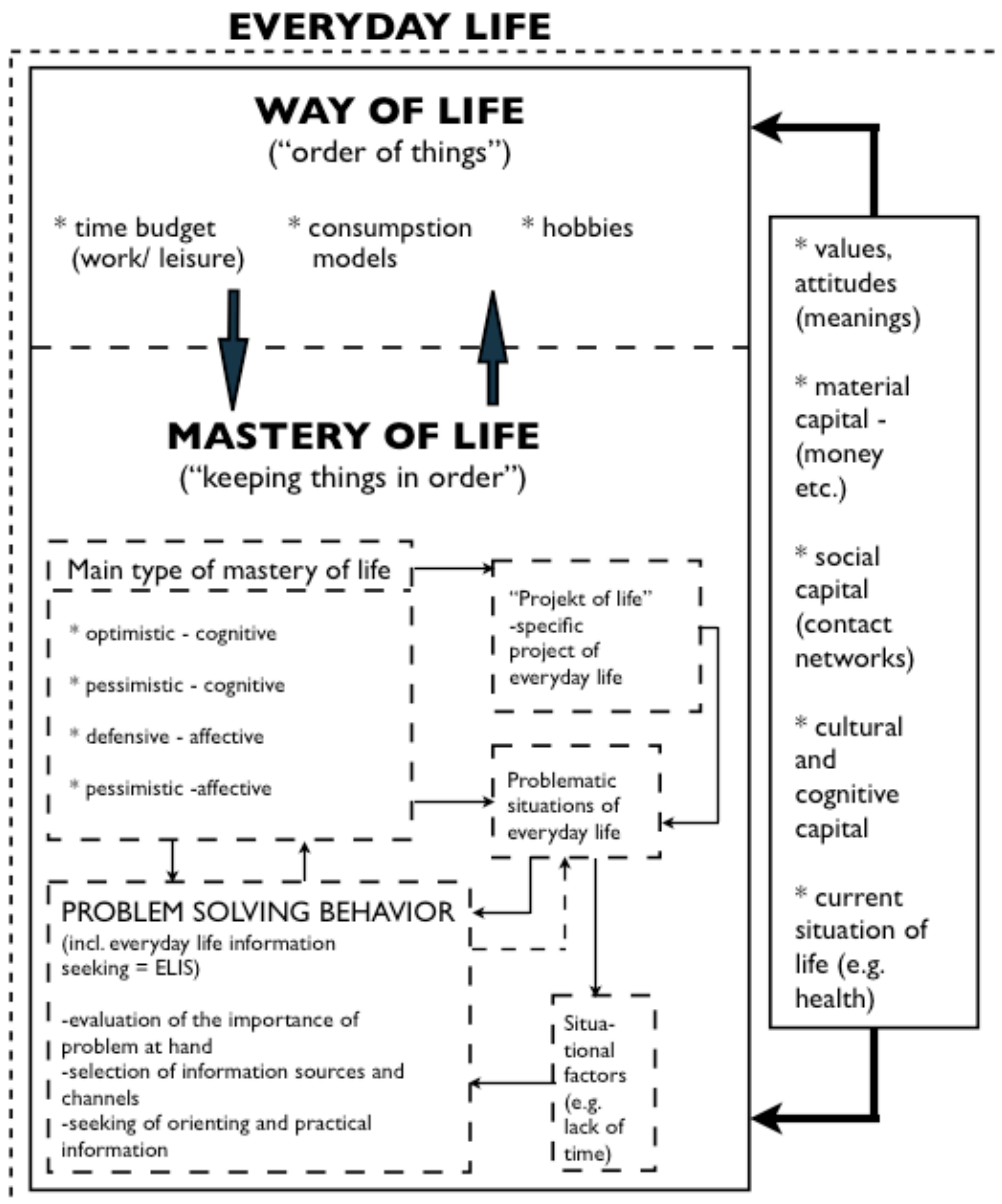 EVERYDAY LIFE
WAY OF LIFE
(“order of things”)
* time budget
(work/ leisure)
* consumpstion
models
* hobbies
MASTERY OF LIFE
(“keeping things in order”)
Main type of mastery of life
* optimistic - cognitive
* pessimistic - cognitive
* defensive - affective
* pessimistic -affective
“Projekt of life”
-specific
project of
everyday life
Problematic
situations of
everyday life
PROBLEM SOLVING BEHAVIOR
(incl. everyday life information
seeking = ELIS)
-evaluation of the importance of
problem at hand
-selection of information sources and
channels
-seeking of orienting and practical
information
Situa-
tional
factors
(e.g.
lack of
time)
* values,
attitudes
(meanings)
* material
capital -
(money
etc.)
* social
capital
(contact
networks)
* cultural
and
cognitive
capital
* current
situation of
life (e.g.
health)